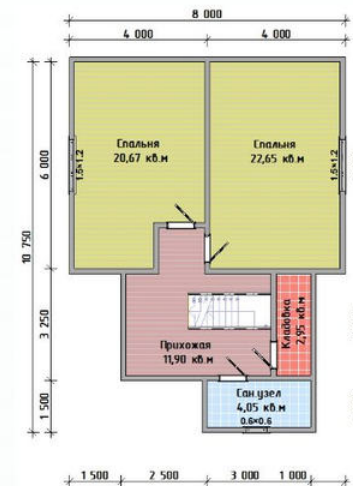 8 000
4 000
4 000
Спальня
20,67 кв.м
Спальня
22,65 кв.м
1,5×1,2
1,5×1,2
6 000
10 750
3 250
1 500
Прихожая
11,90 кв.м
Кладовка
2,95 кв.м
Сан.узел
4,05 кв.м
0.6×0.6
1 500
2 500
3 000
1 000